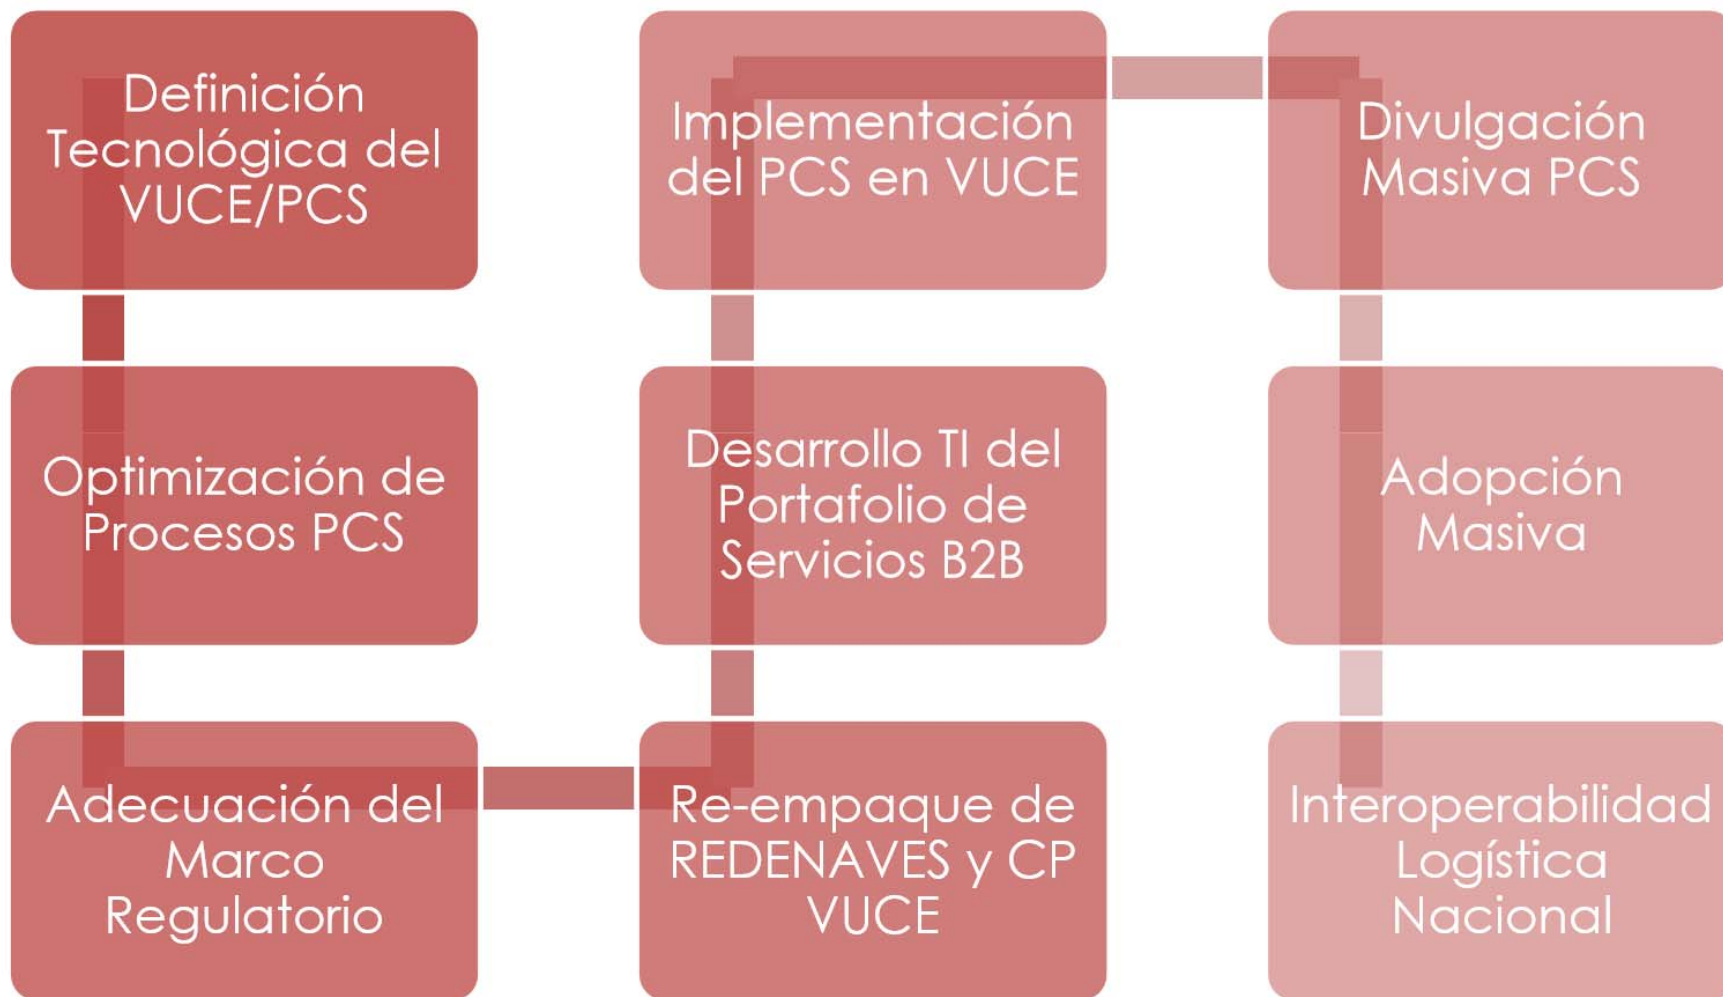 Definición
Tecnológica del
VUCE/PCS
Optimización de
Procesos PCS
Adecuación del
Marco
Regulatorio
Re-empaque de
REDENAVES y CP
VUCE
Desarrollo TI del
Portafolio de
Servicios B2B
Implementación
del PCS en VUCE
Divulgación
Masiva PCS
Adopción
Masiva
Interoperabilidad
Logística
Nacional